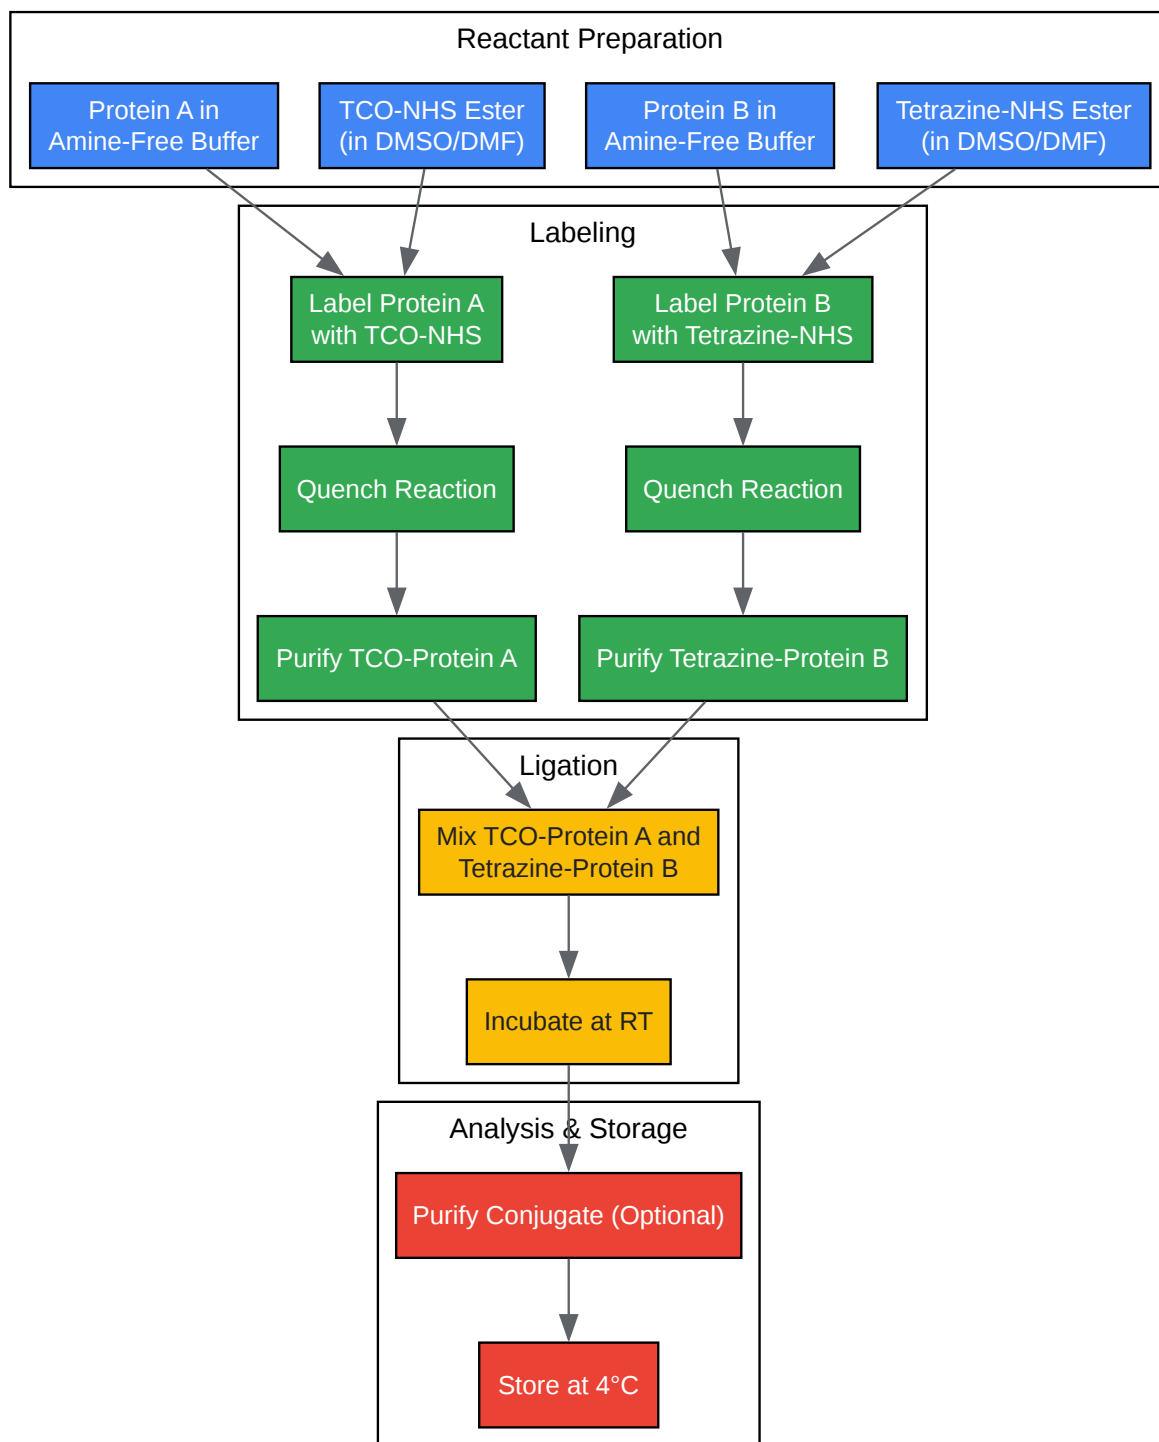 Reactant Preparation
Protein A in
Amine-Free Buffer
TCO-NHS Ester
(in DMSO/DMF)
Protein B in
Amine-Free Buffer
Tetrazine-NHS Ester
(in DMSO/DMF)
Labeling
Label Protein A
with TCO-NHS
Label Protein B
with Tetrazine-NHS
Quench Reaction
Quench Reaction
Purify TCO-Protein A
Purify Tetrazine-Protein B
Ligation
Mix TCO-Protein A and
Tetrazine-Protein B
Incubate at RT
Analysis & Storage
Purify Conjugate (Optional)
Store at 4°C